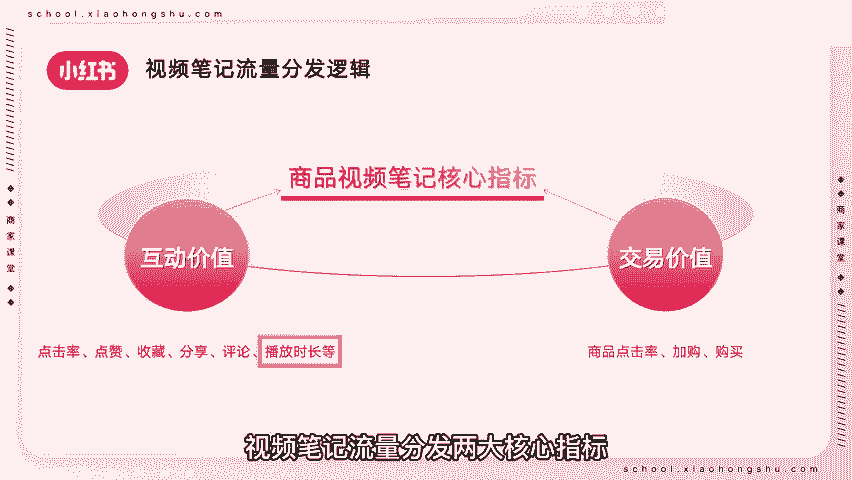 school.xiaohongshu.com
小红书
视频笔记流量分发逻辑
商品视频笔记核心指标
互动价值
交易价值
点击率、点赞、收藏、分享、评论、播放时长等
商品点击率、加购、购买
商家课堂
商家课堂
视频笔记流量分发两大核心指标
school.xiaohongshu.com